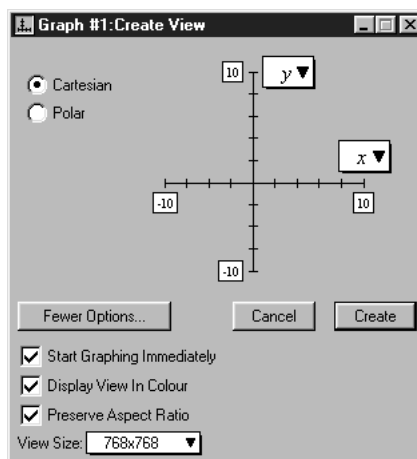 Graph #1:Create View
Cartesian
Polar
10
y
x
-10
10
-10
Fewer Options...
Cancel
Create
Start Graphing Immediately
Display View In Colour
Preserve Aspect Ratio
View Size: 768x768